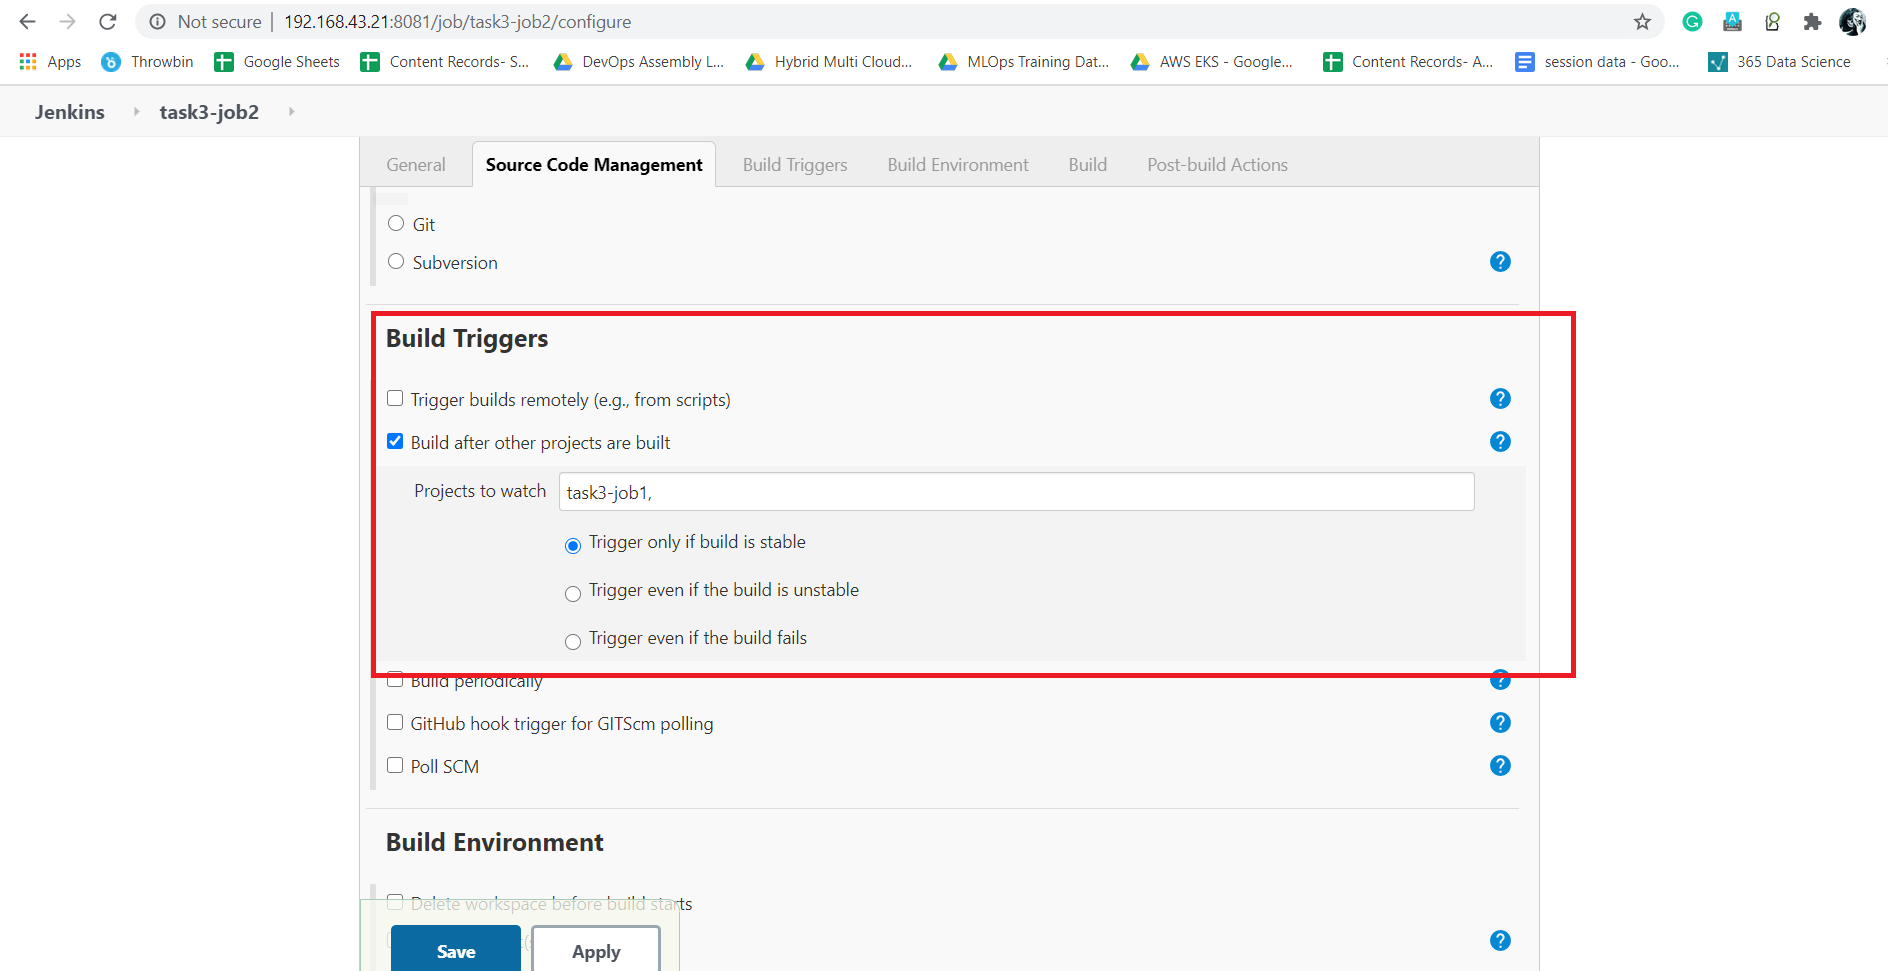 Not secure | 192.168.43.21:8081/job/task3-job2/configure
Apps Throwbin Google Sheets Content Records- S... DevOps Assembly L... Hybrid Multi Cloud... MLOps Training Dat... AWS EKS - Google... Content Records- A... session data - Goo... 365 Data Science
Jenkins task3-job2
General Source Code Management Build Triggers Build Environment Build Post-build Actions
Git
Subversion
Build Triggers
Trigger builds remotely (e.g., from scripts)
Build after other projects are built
Projects to watch task3-job1,
Trigger only if build is stable
Trigger even if the build is unstable
Trigger even if the build fails
Build periodically
GitHub hook trigger for GITScm polling
Poll SCM
Build Environment
Delete workspace before build starts
Save Apply